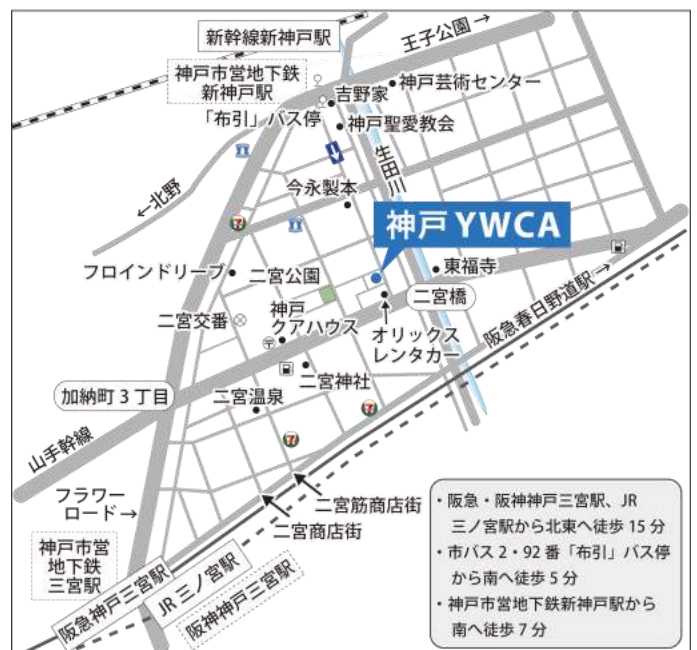 新幹線新神戸駅
王子公園→
神戸市営地下鉄
新神戸駅
神戸芸術センター
吉野家
「布引」バス停
神戸聖愛教会
生田川
←北野
今永製本
7
神戸 YWCA
フロインドリーブ
二宮公園
東福寺
二宮橋
阪急春日野道駅→
二宮交番
神戸
クアハウス
オリックス
レンタカー
二宮神社
加納町 3 丁目
二宮温泉
7
7
山手幹線
フラワー
ロード→
二宮筋商店街
二宮商店街
神戸市営
地下鉄
三宮駅
阪急神戸三宮駅
JR 三ノ宮駅
阪神神戸三宮駅
・阪急・阪神神戸三宮駅、JR
三ノ宮駅から北東へ徒歩 15 分
・市バス 2・92 番「布引」バス停
から南へ徒歩 5 分
・神戸市営地下鉄新神戸駅から
南へ徒歩 7 分